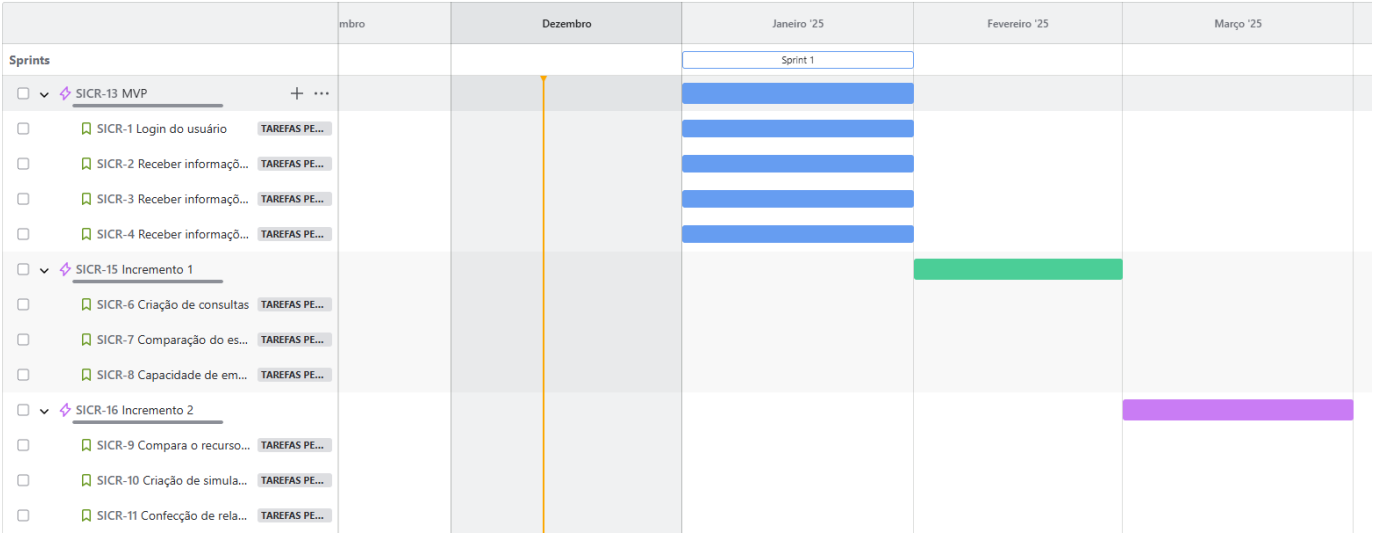 mbro Dezembro Janeiro '25 Fevereiro '25 Março '25
Sprints Sprint 1
SICR-13 MVP
SICR-1 Login do usuário TAREFAS PE...
SICR-2 Receber informaçõ... TAREFAS PE...
SICR-3 Receber informaçõ... TAREFAS PE...
SICR-4 Receber informaçõ... TAREFAS PE...
SICR-15 Incremento 1
SICR-6 Criação de consultas TAREFAS PE...
SICR-7 Comparação do es... TAREFAS PE...
SICR-8 Capacidade de em... TAREFAS PE...
SICR-16 Incremento 2
SICR-9 Compara o recurso... TAREFAS PE...
SICR-10 Criação de simula... TAREFAS PE...
SICR-11 Confecção de rela... TAREFAS PE...